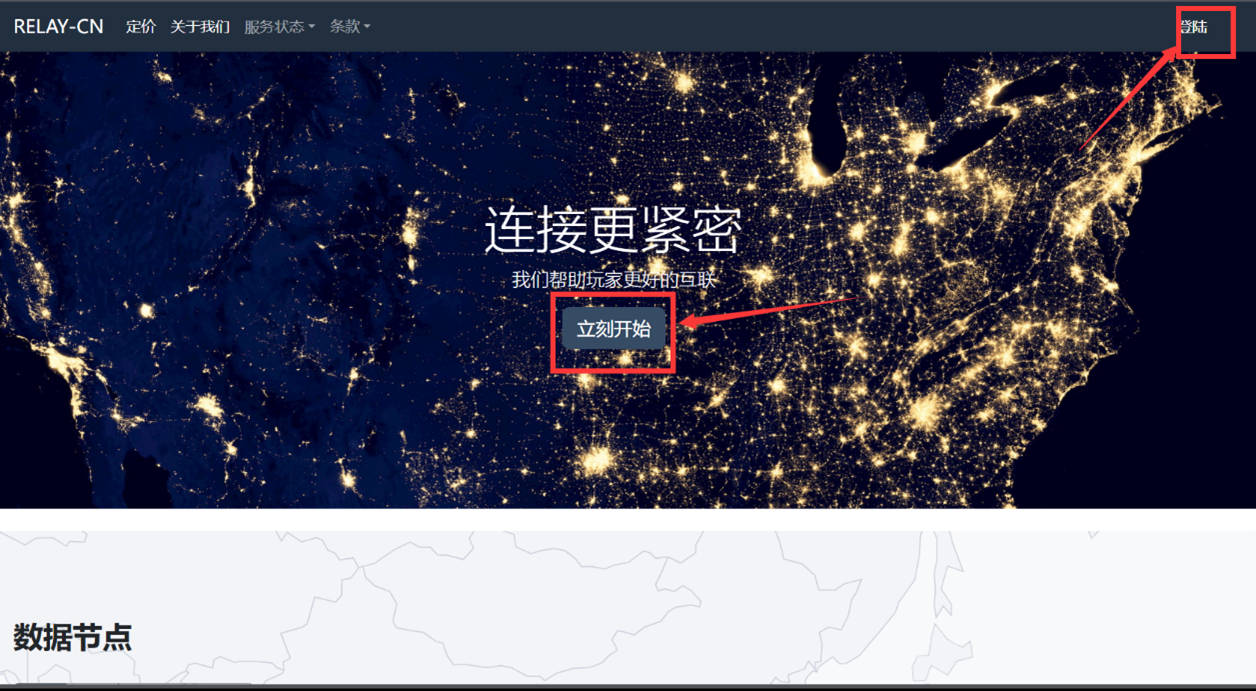 RELAY-CN 定价 关于我们 服务状态 条款 登陆
连接更紧密
我们帮助玩家更好的互联
立刻开始
数据节点